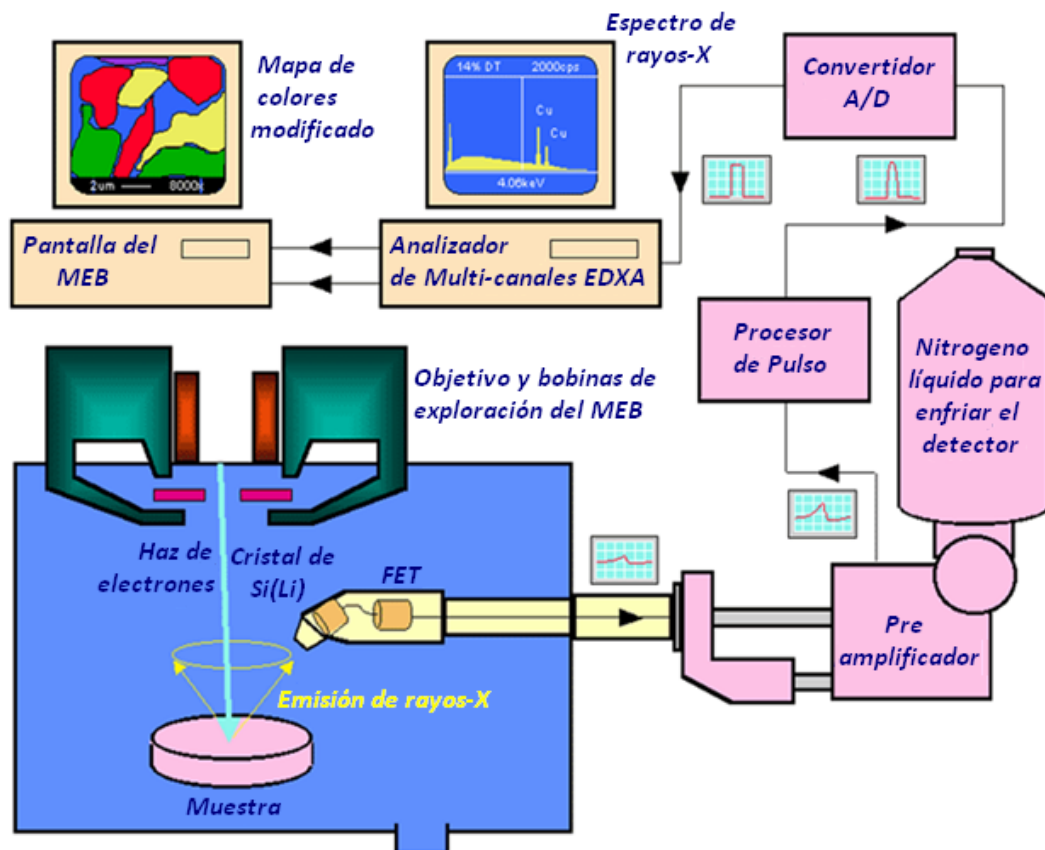 Mapa de
colores
modificado
14% DT 2000cps
Cu
Cu
4.06keV
2um 8000x
Espectro de
rayos-X
Convertidor
A/D
Pantalla del
MEB
Analizador
de Multi-canales EDXA
Procesor
de Pulso
Nitrogeno
líquido para
enfriar el
detector
Objetivo y bobinas de
exploración del MEB
Haz de
electrones
Cristal de
Si(Li)
FET
Pre
amplificador
Emisión de rayos-X
Muestra